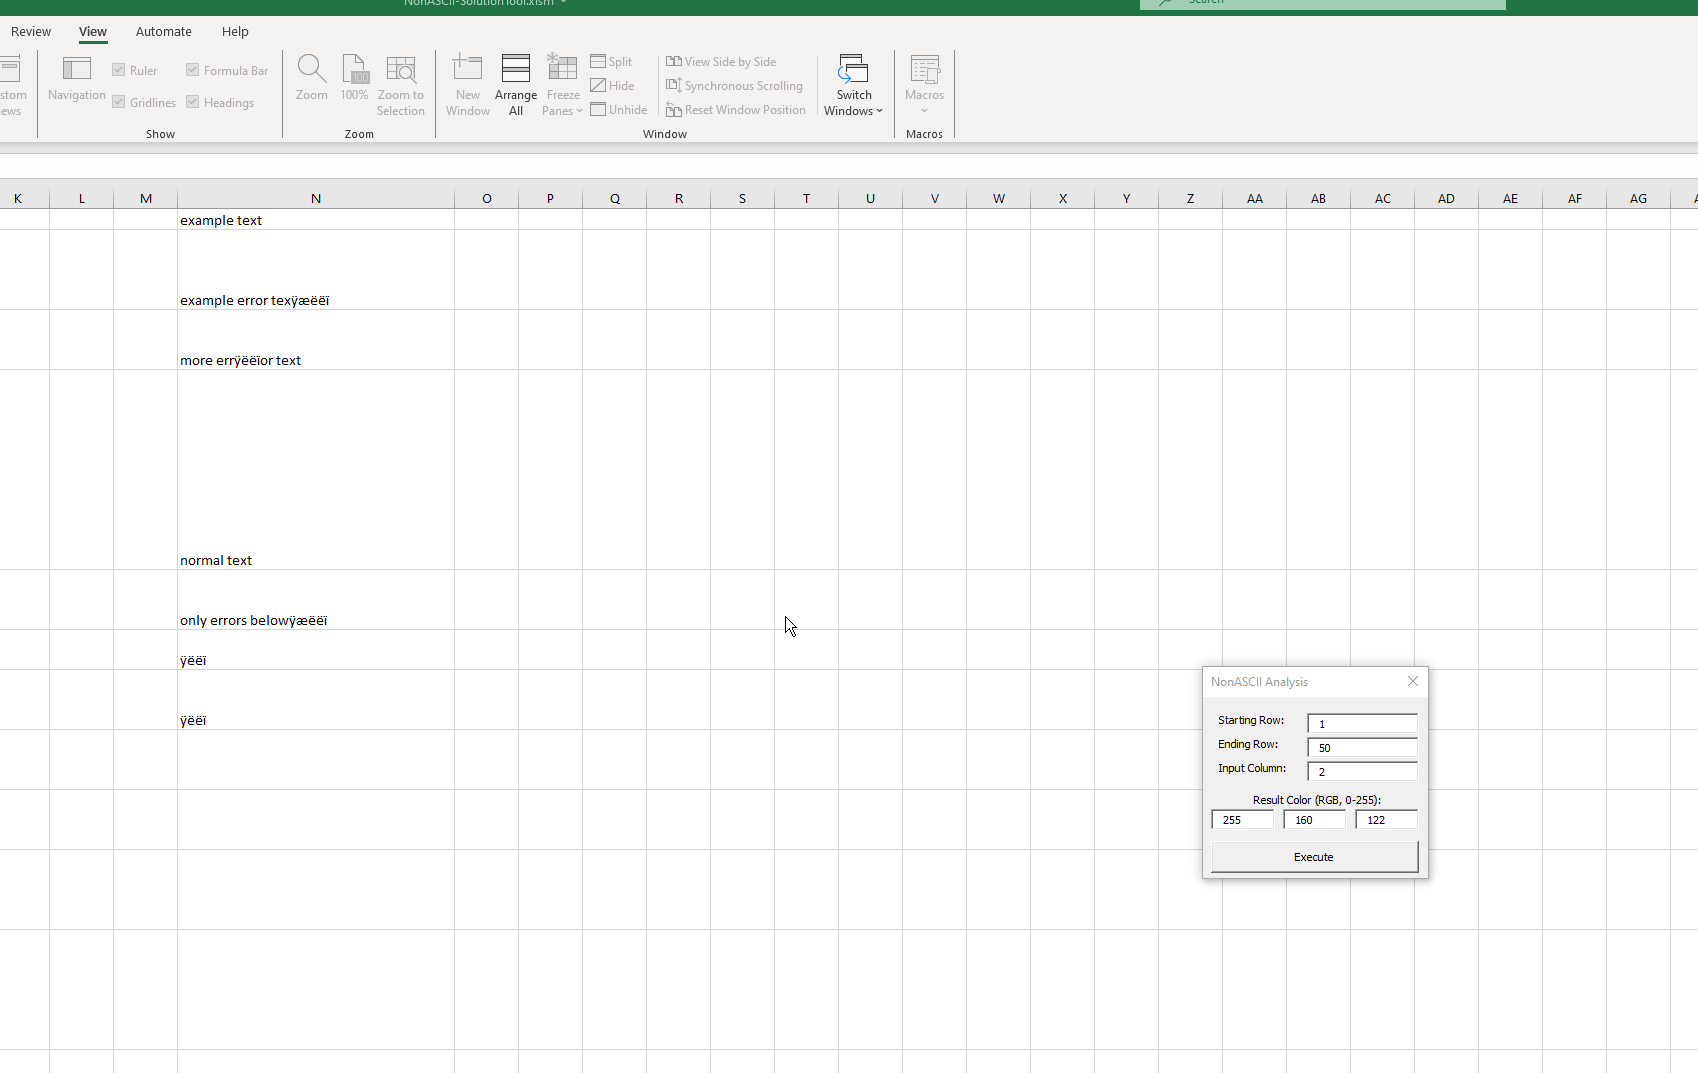 NonASCII-SolutionTool.xlsm
Search
Review View Automate Help
Navigation
Ruler Formula Bar
Gridlines Headings
Show
Zoom 100% Zoom to Selection
Zoom
New Window Arrange All Freeze Panes
Split
Hide
Unhide
View Side by Side
Synchronous Scrolling
Reset Window Position
Window
Switch Windows
Macros
Macros
K L M N O P Q R S T U V W X Y Z AA AB AC AD AE AF AG
example text
example error texÿæëëï
more errÿëëïor text
normal text
only errors belowÿæëëï
ÿëëï
ÿëëï
NonASCII Analysis
Starting Row: 1
Ending Row: 50
Input Column: 2
Result Color (RGB, 0-255):
255 160 122
Execute